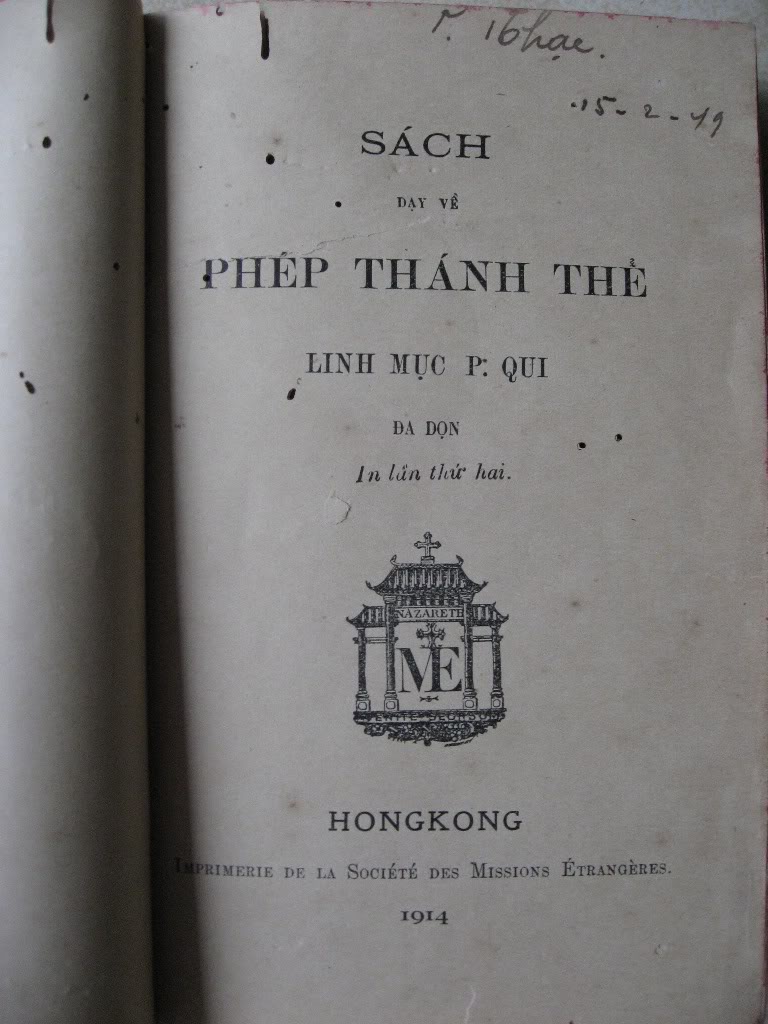 15-2-49
SÁCH
DẠY VỀ
PHÉP THÁNH THỂ
LINH MỤC P: QUI
ĐA DỌN
In lần thứ hai.
NAZARETH
ME
HONGKONG
IMPRIMERIE DE LA SOCIÉTÉ DES MISSIONS ÉTRANGÈRES.
1914